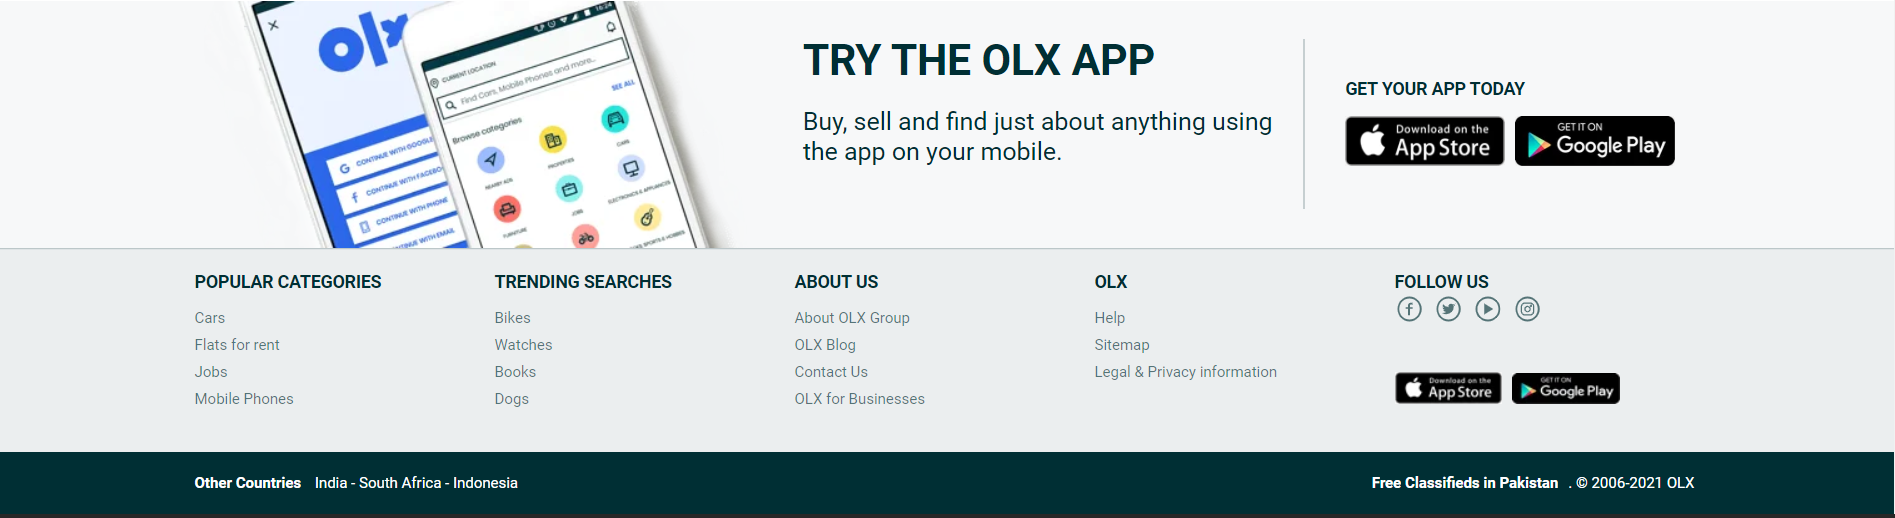 olx
CONTINUE WITH GOOGLE
CONTINUE WITH FACEBO
CONTINUE WITH PHONE
NTINUE WITH EMAIL
16:24
CURRENT LOCATION
Find Cars, Mobile Phones and more...
Browse categories
SEE ALL
NEARBY ADS
PROPERTIES
CARS
FURNITURE
JOBS
ELECTRONICS & APPLIANCES
SPORTS & HOBBIES
TRY THE OLX APP
Buy, sell and find just about anything using
the app on your mobile.
GET YOUR APP TODAY
Download on the
App Store
GET IT ON
Google Play
POPULAR CATEGORIES
Cars
Flats for rent
Jobs
Mobile Phones
TRENDING SEARCHES
Bikes
Watches
Books
Dogs
ABOUT US
About OLX Group
OLX Blog
Contact Us
OLX for Businesses
OLX
Help
Sitemap
Legal & Privacy information
FOLLOW US
Download on the
App Store
GET IT ON
Google Play
Other Countries India - South Africa - Indonesia
Free Classifieds in Pakistan . © 2006-2021 OLX